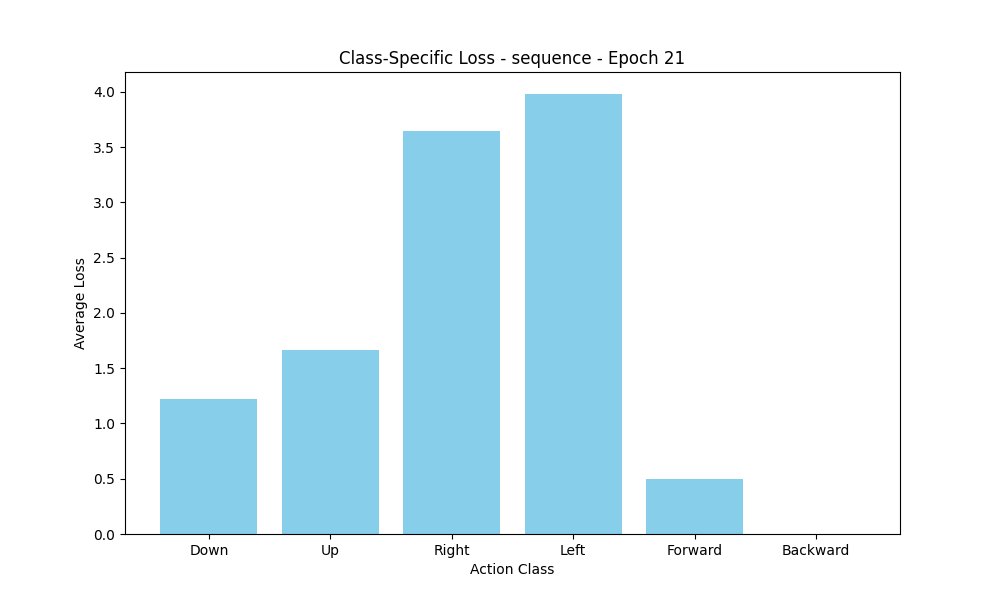 Class-Specific Loss - sequence - Epoch 21
4.0
3.5
3.0
2.5
2.0
1.5
1.0
0.5
0.0
Average Loss
Down Up Right Left Forward Backward
Action Class